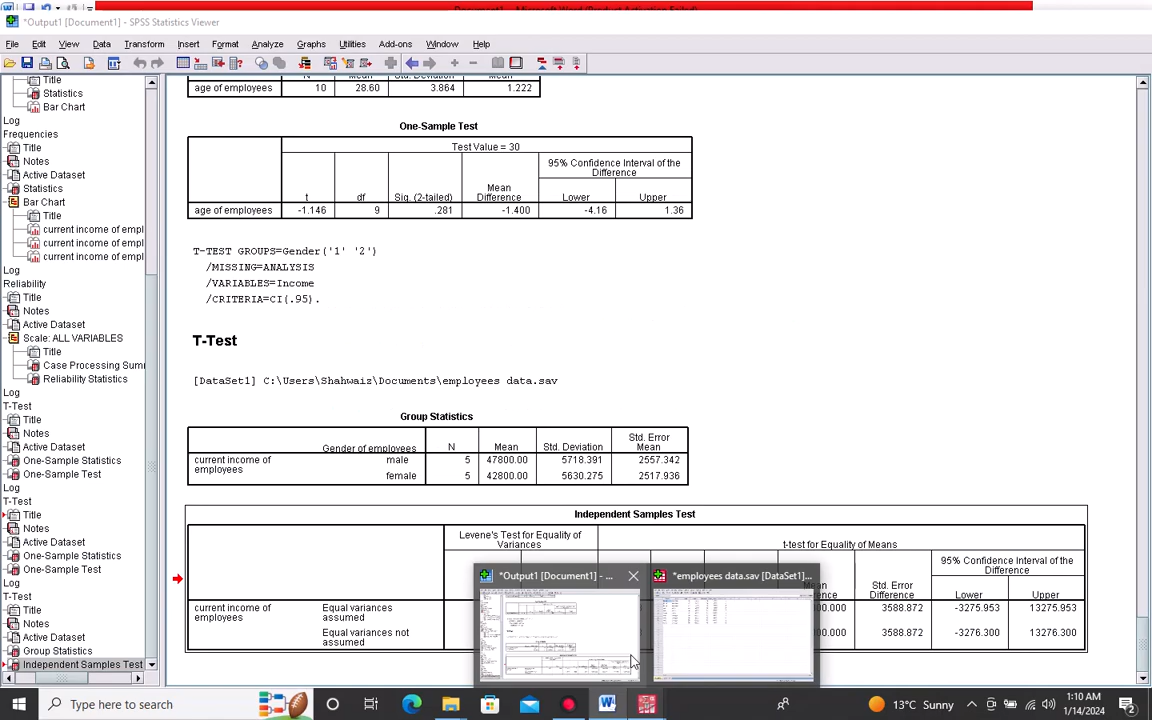 *Output1 [Document1] - SPSS Statistics Viewer
File Edit View Data Transform Insert Format Analyze Graphs Utilities Add-ons Window Help
Title
Statistics
Bar Chart
Log
Frequencies
Title
Notes
Active Dataset
Statistics
Bar Chart
Title
current income of empl
current income of empl
current income of empl
Log
Reliability
Title
Notes
Active Dataset
Scale: ALL VARIABLES
Title
Case Processing Sum
Reliability Statistics
Log
T-Test
Title
Notes
Active Dataset
One-Sample Statistics
One-Sample Test
Log
T-Test
Title
Notes
Active Dataset
One-Sample Statistics
One-Sample Test
Log
T-Test
Title
Notes
Active Dataset
Group Statistics
Independent Samples Test
N Mean Std. Deviation Mean
age of employees 10 28.60 3.864 1.222
One-Sample Test
Test Value = 30
95% Confidence Interval of the
Difference
Mean
t df Sig. (2-tailed) Difference Lower Upper
age of employees -1.146 9 .281 -1.400 -4.16 1.36
T-TEST GROUPS=Gender('1' '2')
/MISSING=ANALYSIS
/VARIABLES=Income
/CRITERIA=CI(.95).
T-Test
[DataSet1] C:\Users\Shahwaiz\Documents\employees data.sav
Group Statistics
Std. Error
Gender of employees N Mean Std. Deviation Mean
current income of male 5 47800.00 5718.391 2557.342
employees
female 5 42800.00 5630.275 2517.936
Independent Samples Test
Levene's Test for Equality of
Variances t-test for Equality of Means
95% Confidence Interval of the
Difference
Std. Error
Difference Lower Upper
current income of Equal variances 3588.872 -3275.953 13275.953
employees assumed
Equal variances not 3588.872 -3276.300 13276.300
assumed
*Output1 [Document1] - ... *employees data.sav [DataSet1]...
Type here to search
13°C Sunny
1:10 AM
1/14/2024
2